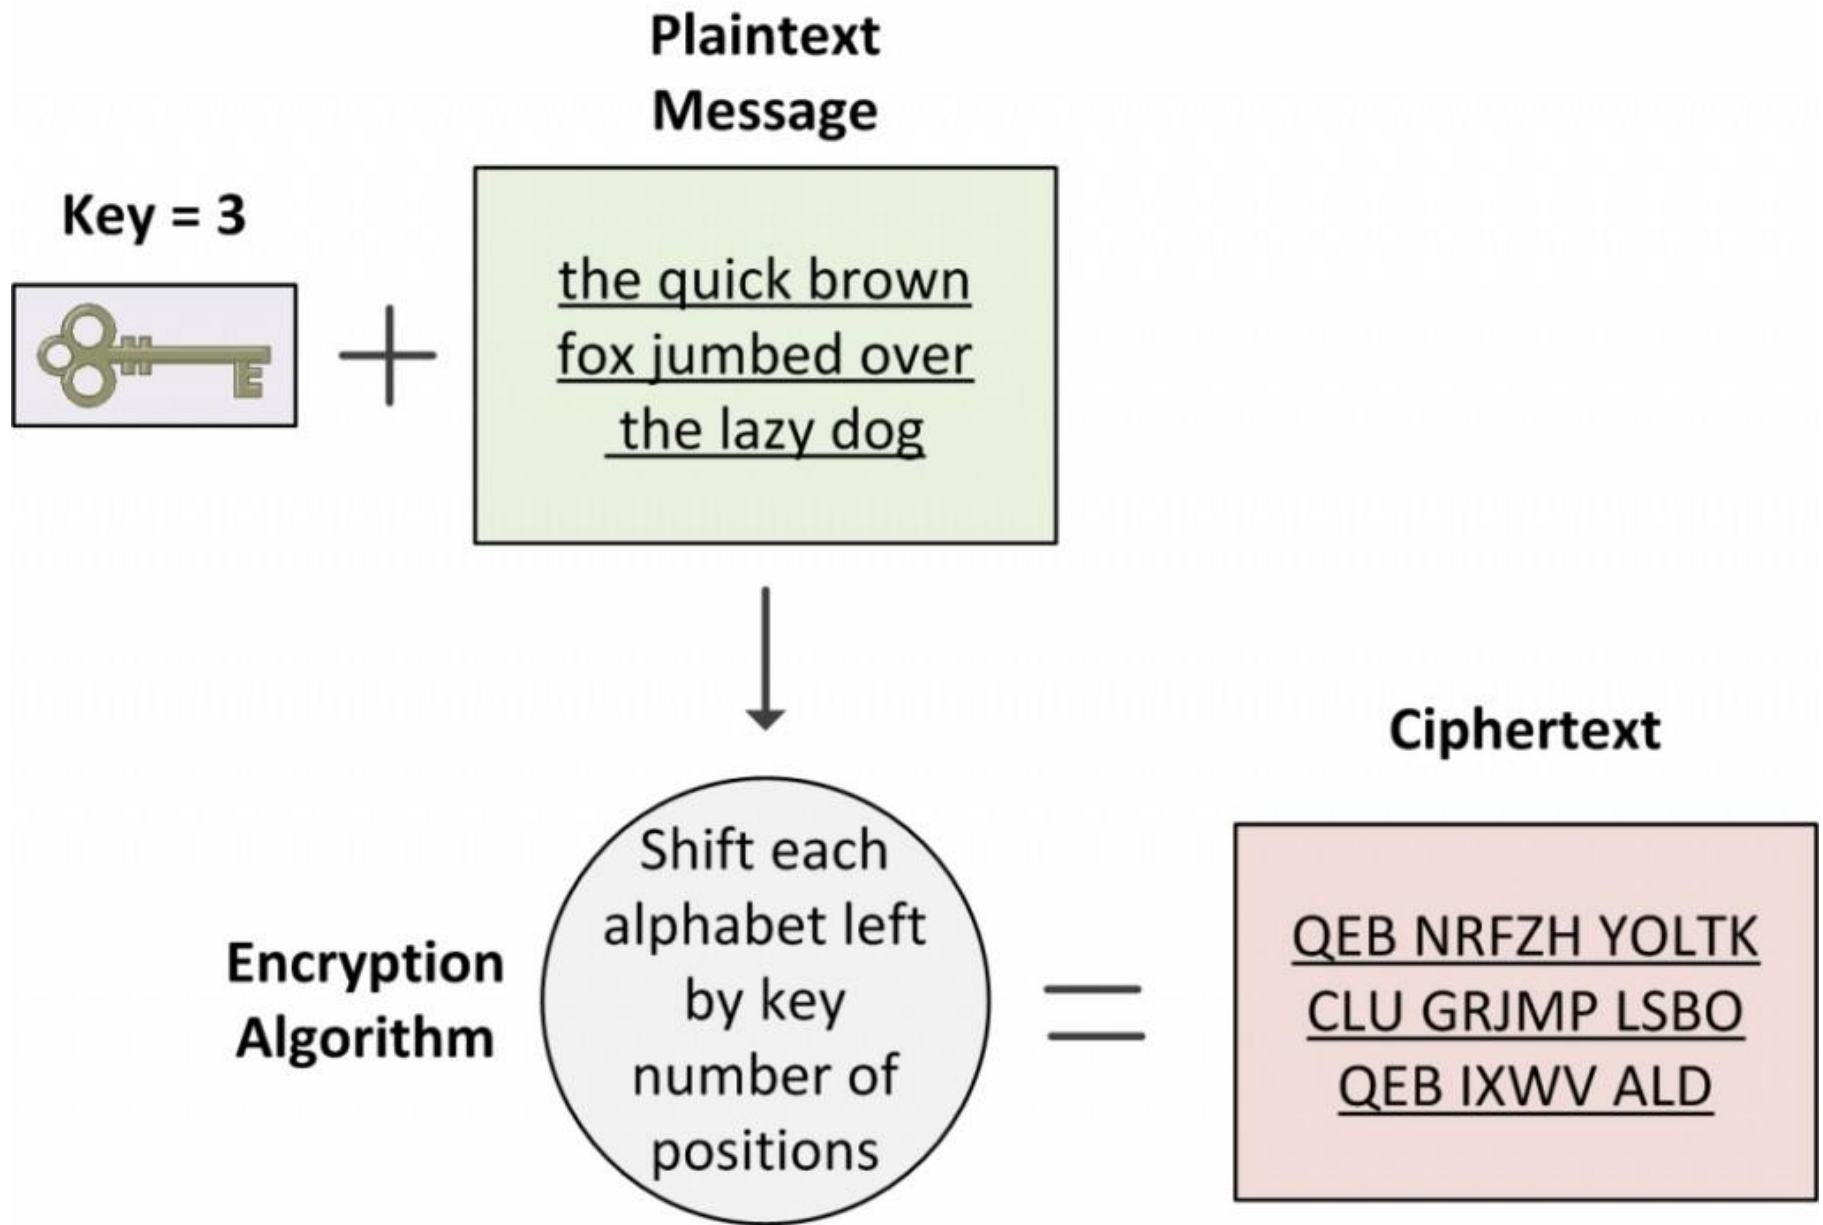 Plaintext
Message
Key = 3
the quick brown
fox jumbed over
the lazy dog
Encryption
Algorithm
Shift each
alphabet left
by key
number of
positions
Ciphertext
QEB NRFZH YOLTK
CLU GRJMP LSBO
QEB IXWV ALD